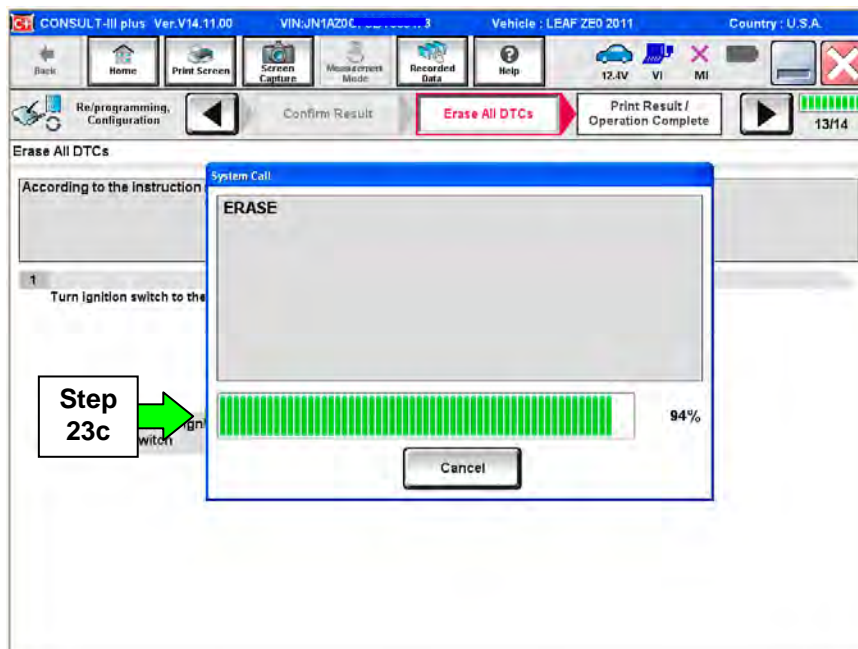 CONSULT-III plus Ver.V14.11.00 VIN:JN1AZ0C 3 Vehicle : LEAF ZE0 2011 Country : U.S.A.
Back Home Print Screen Screen Capture Measurement Mode Recorded Data Help 12.4V VI MI
Re/programming, Configuration Confirm Result Erase All DTCs Print Result / Operation Complete 13/14
Erase All DTCs
System Call
According to the instruction
ERASE
1
Turn ignition switch to the
Step
23c
witch
94%
Cancel